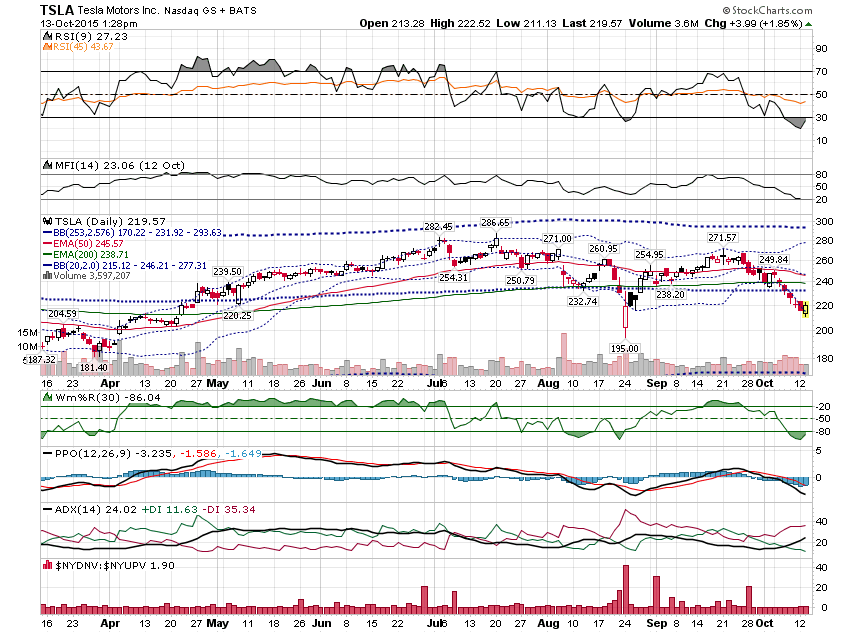 TSLA Tesla Motors Inc. Nasdaq GS + BATS
© StockCharts.com
13-Oct-2015 1:28pm
Open 213.28 High 222.52 Low 211.13 Last 219.57 Volume 3.6M Chg +3.99 (+1.85%)
RSI(9) 27.23
RSI(45) 43.67
90
70
50
30
10
MFI(14) 23.06 (12 Oct)
80
50
20
TSLA (Daily) 219.57
BB(253,2.576) 170.22 - 231.92 - 293.63
EMA(50) 245.57
EMA(200) 238.71
BB(20,2.0) 215.12 - 246.21 - 277.31
Volume 3,597,207
300
280
260
240
220
200
180
15M
10M
204.59
187.32
181.40
239.50
220.25
282.45
254.31
286.65
250.79
271.00
232.74
260.95
195.00
254.95
238.20
271.57
249.84
16 23 Apr 13 20 27 May 11 18 26 Jun 8 15 22 Jul 6 13 20 27 Aug 10 17 24 Sep 8 14 21 28 Oct 12
Wm%R(30) -86.04
-20
-50
-80
PPO(12,26,9) -3.235, -1.586, -1.649
5
0
ADX(14) 24.02 +DI 11.63 -DI 35.34
40
20
$NYDNV:$NYUPV 1.90
40
20
0
16 23 Apr 13 20 27 May 11 18 26 Jun 8 15 22 Jul 6 13 20 27 Aug 10 17 24 Sep 8 14 21 28 Oct 12